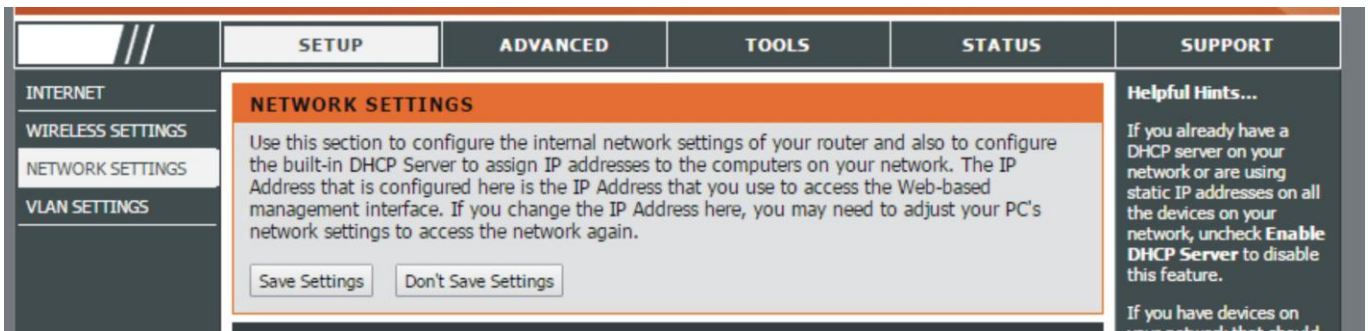 SETUP
ADVANCED
TOOLS
STATUS
SUPPORT
INTERNET
WIRELESS SETTINGS
NETWORK SETTINGS
VLAN SETTINGS
NETWORK SETTINGS
Use this section to configure the internal network settings of your router and also to configure
the built-in DHCP Server to assign IP addresses to the computers on your network. The IP
Address that is configured here is the IP Address that you use to access the Web-based
management interface. If you change the IP Address here, you may need to adjust your PC's
network settings to access the network again.
Save Settings
Don't Save Settings
Helpful Hints...
If you already have a
DHCP server on your
network or are using
static IP addresses on all
the devices on your
network, uncheck Enable
DHCP Server to disable
this feature.
If you have devices on
your network that should